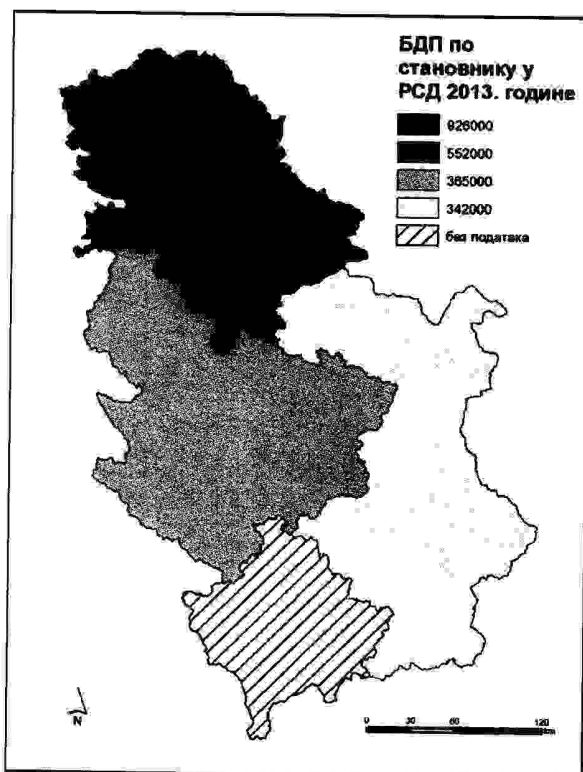 БДП по
становнику у
РСД 2013. године
926000
552000
365000
342000
без података
N
0 30 60 120
km